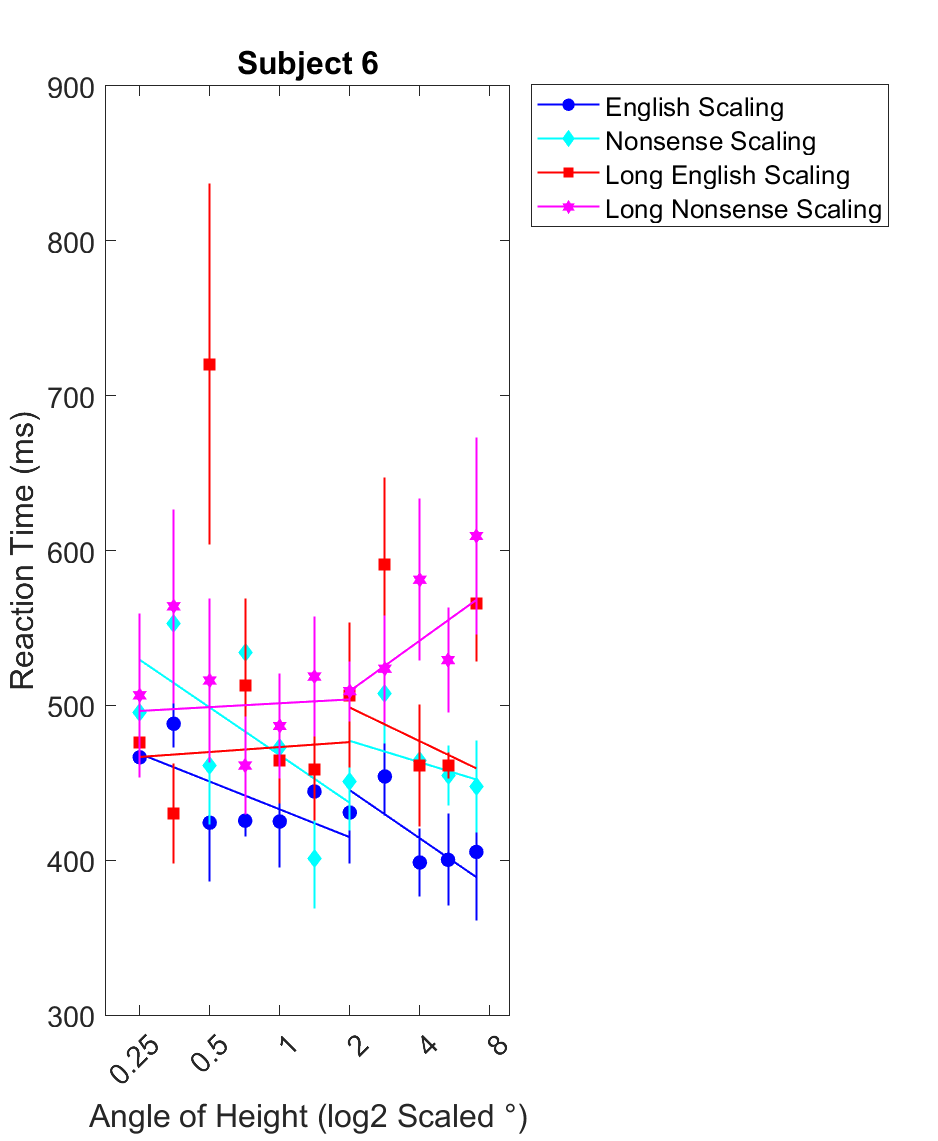 Subject 6
900
800
700
600
500
400
300
Reaction Time (ms)
0.25
0.5
1
2
4
8
Angle of Height (log2 Scaled °)
English Scaling
Nonsense Scaling
Long English Scaling
Long Nonsense Scaling